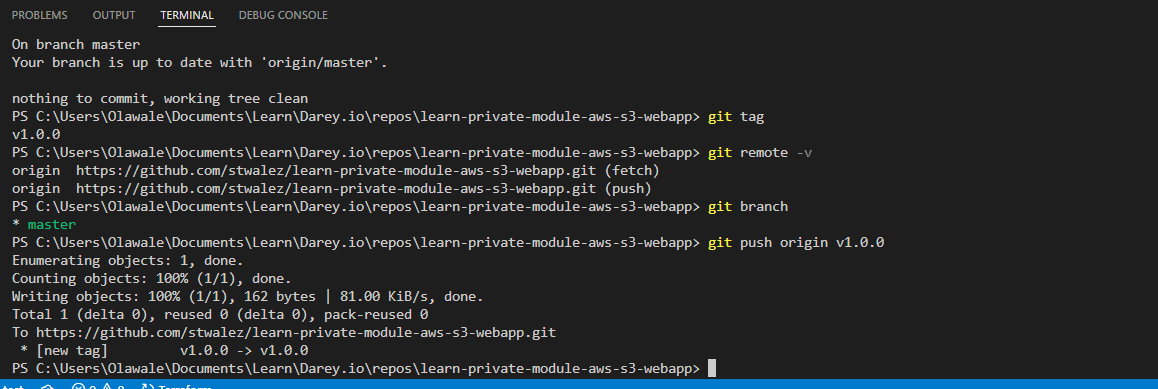 PROBLEMS OUTPUT TERMINAL DEBUG CONSOLE
On branch master
Your branch is up to date with 'origin/master'.
nothing to commit, working tree clean
PS C:\Users\Olawale\Documents\Learn\Darey.io\repos\learn-private-module-aws-s3-webapp> git tag
v1.0.0
PS C:\Users\Olawale\Documents\Learn\Darey.io\repos\learn-private-module-aws-s3-webapp> git remote -v
origin  https://github.com/stwalez/learn-private-module-aws-s3-webapp.git (fetch)
origin  https://github.com/stwalez/learn-private-module-aws-s3-webapp.git (push)
PS C:\Users\Olawale\Documents\Learn\Darey.io\repos\learn-private-module-aws-s3-webapp> git branch
* master
PS C:\Users\Olawale\Documents\Learn\Darey.io\repos\learn-private-module-aws-s3-webapp> git push origin v1.0.0
Enumerating objects: 1, done.
Counting objects: 100% (1/1), done.
Writing objects: 100% (1/1), 162 bytes | 81.00 KiB/s, done.
Total 1 (delta 0), reused 0 (delta 0), pack-reused 0
To https://github.com/stwalez/learn-private-module-aws-s3-webapp.git
 * [new tag]         v1.0.0 -> v1.0.0
PS C:\Users\Olawale\Documents\Learn\Darey.io\repos\learn-private-module-aws-s3-webapp>